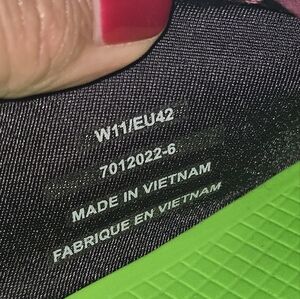 W11/EU42
7012022-6
MADE IN VIETNAM
FABRIQUE EN VIETNAM